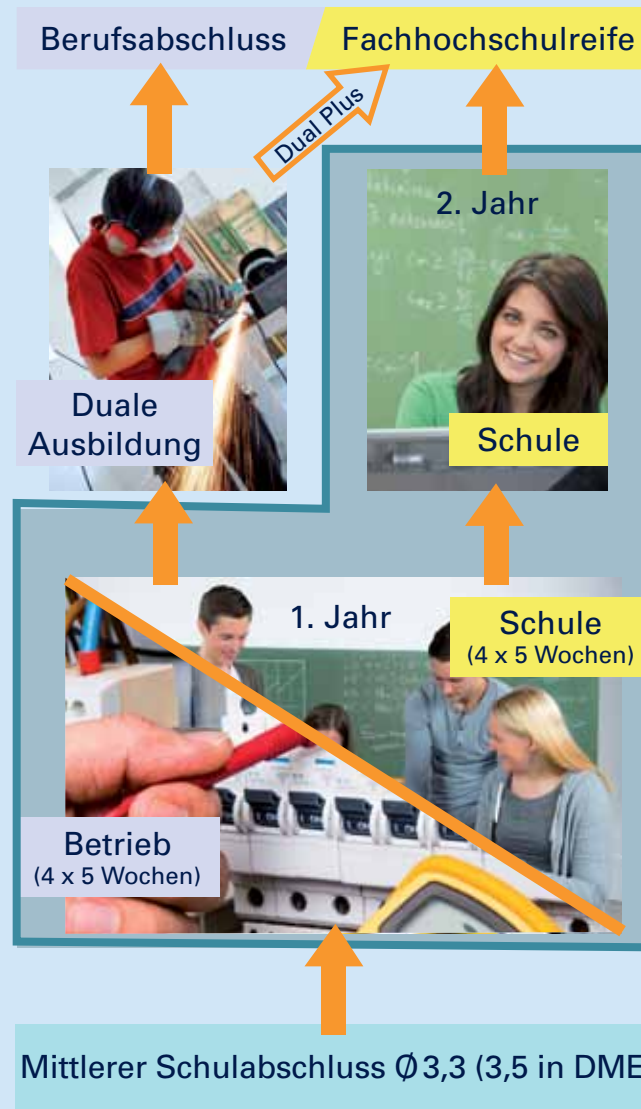 Berufsabschluss
Fachhochschulreife
Dual Plus
2. Jahr
Duale
Ausbildung
Schule
1. Jahr
Schule
(4 x 5 Wochen)
Betrieb
(4 x 5 Wochen)
Mittlerer Schulabschluss Ø 3,3 (3,5 in DME